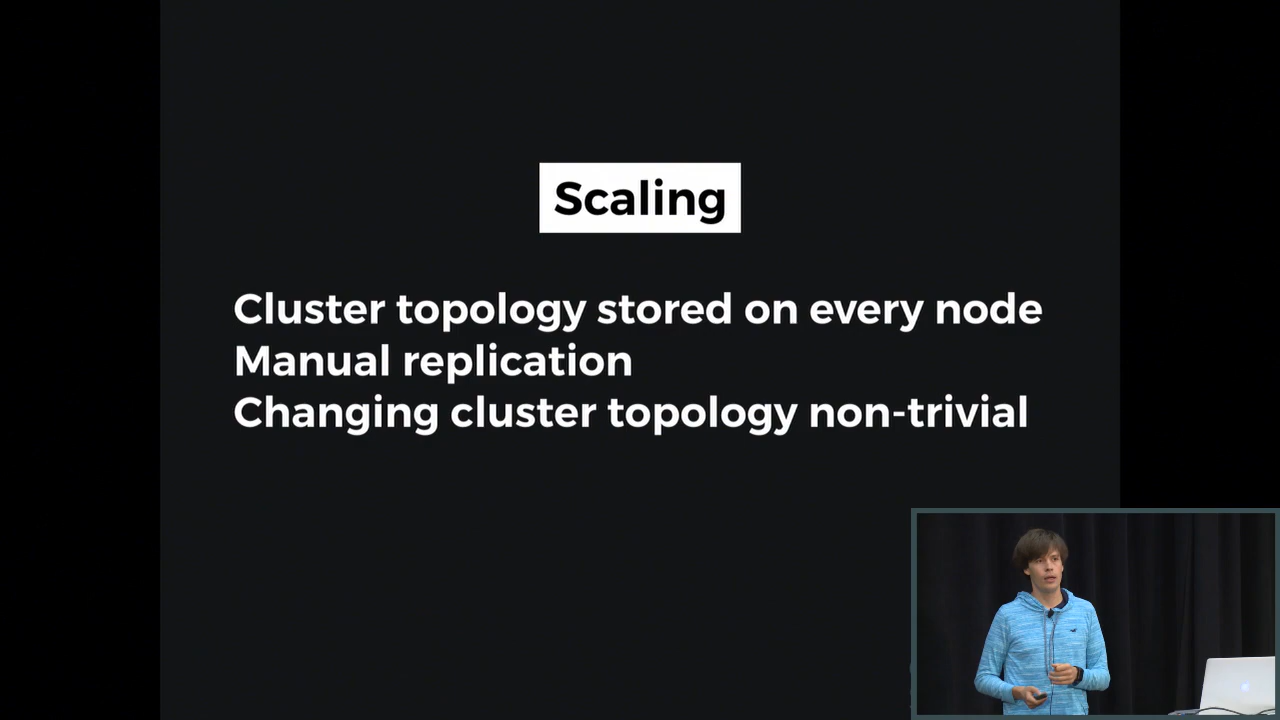 Scaling
Cluster topology stored on every node
Manual replication
Changing cluster topology non-trivial